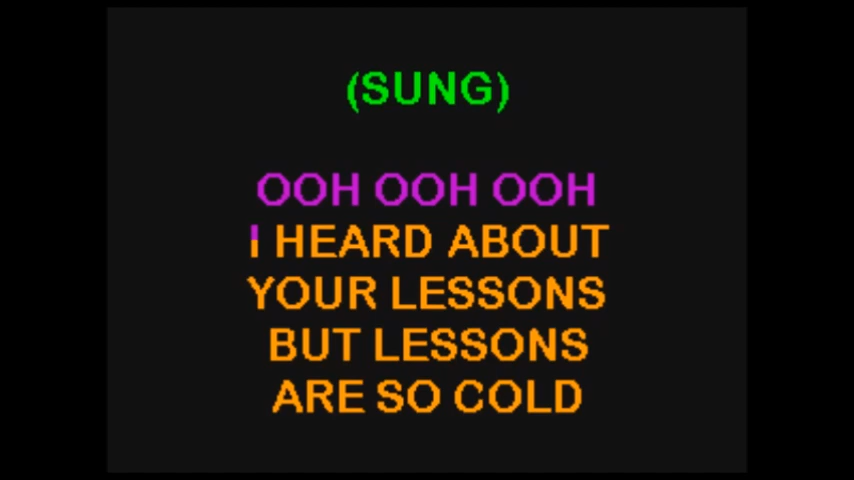 (SUNG)
OOH OOH OOH
I HEARD ABOUT
YOUR LESSONS
BUT LESSONS
ARE SO COLD